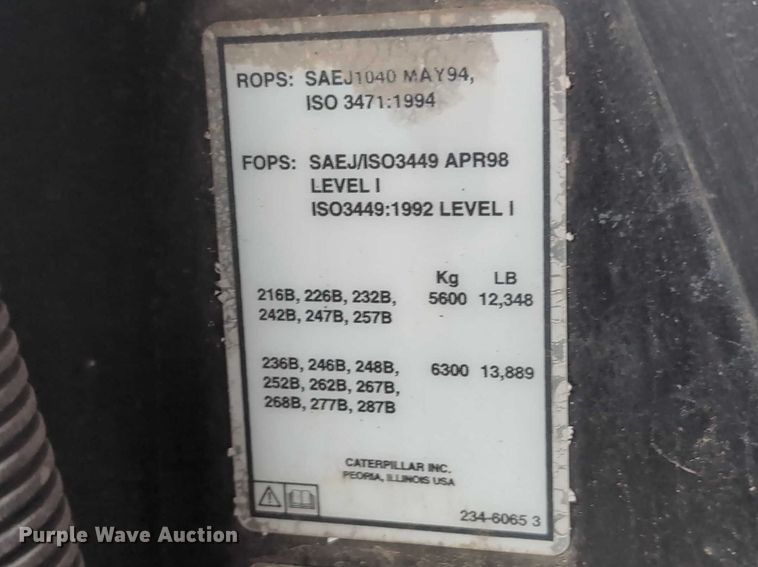 ROPS: SAEJ1040 MAY94,
ISO 3471:1994
FOPS: SAEJ/ISO3449 APR98
LEVEL I
ISO3449:1992 LEVEL I
Kg LB
216B, 226B, 232B, 5600 12,348
242B, 247B, 257B
236B, 246B, 248B, 6300 13,889
252B, 262B, 267B,
268B, 277B, 287B
CATERPILLAR INC.
PEORIA, ILLINOIS USA
234-6065 3
Purple Wave Auction